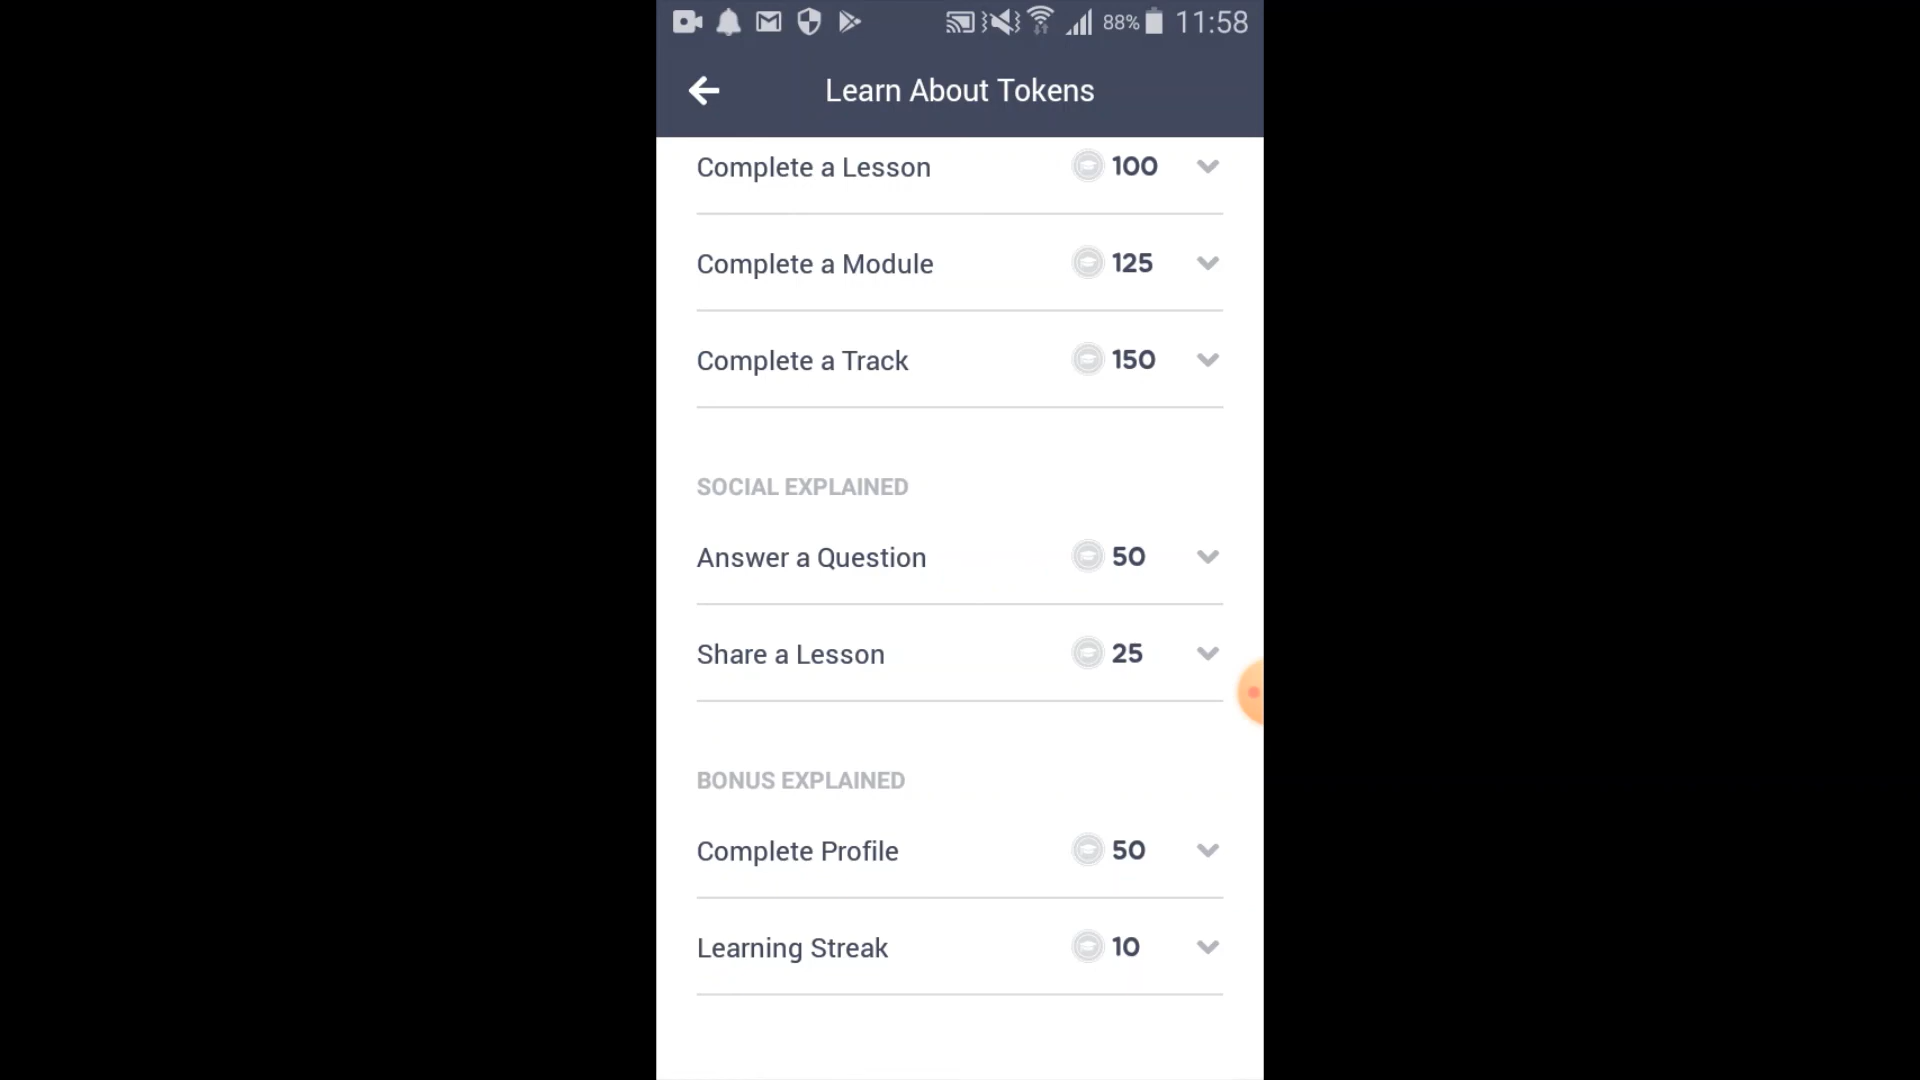 88% 11:58
Learn About Tokens
Complete a Lesson 100
Complete a Module 125
Complete a Track 150
SOCIAL EXPLAINED
Answer a Question 50
Share a Lesson 25
BONUS EXPLAINED
Complete Profile 50
Learning Streak 10